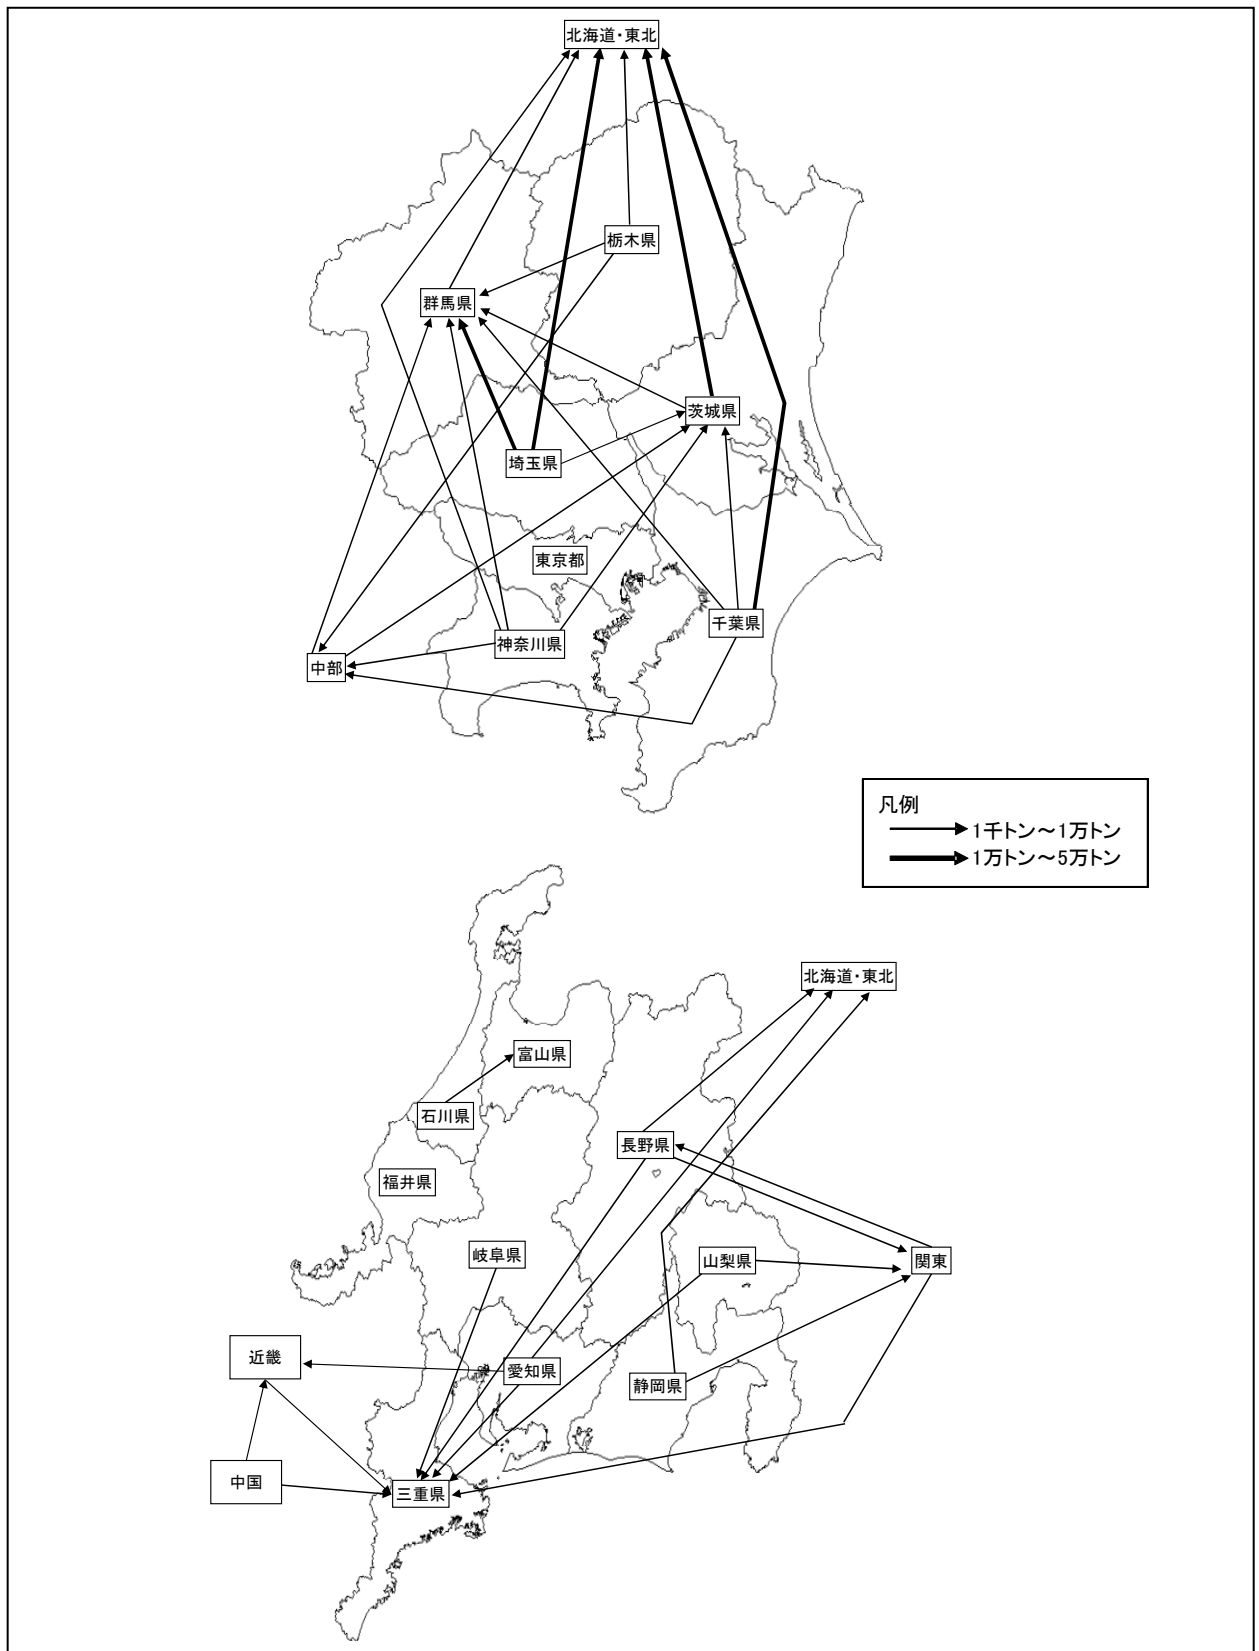 北海道・東北
栃木県
群馬県
茨城県
埼玉県
東京都
千葉県
神奈川県
中部
凡例
1千トン～1万トン
1万トン～5万トン
北海道・東北
富山県
石川県
長野県
福井県
岐阜県
山梨県
関東
近畿
愛知県
静岡県
中国
三重県